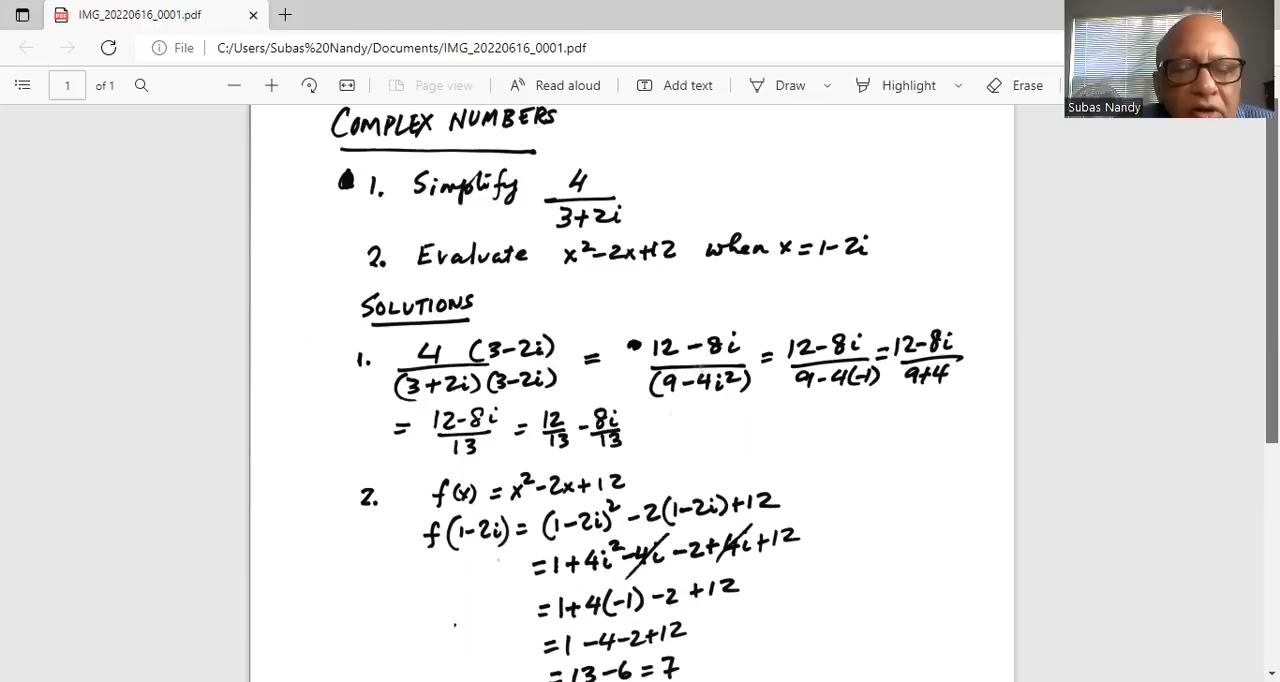 IMG_20220616_0001.pdf
File C:/Users/Subas%20Nandy/Documents/IMG_20220616_0001.pdf
1 of 1 Page view Read aloud Add text Draw Highlight Erase
Subas Nandy
COMPLEX NUMBERS
1. Simplify 4/(3+2i)
2. Evaluate x²-2x+12 when x=1-2i
SOLUTIONS
1. 4 (3-2i)/(3+2i)(3-2i) = 12-8i/(9-4i²) = 12-8i/9-4(-1) = 12-8i/9+4
= 12-8i/13 = 12/13 - 8i/13
2. f(x) = x²-2x+12
f(1-2i) = (1-2i)² -2(1-2i)+12
= 1+4i²-4i-2+4i+12
= 1+4(-1)-2+12
= 1-4-2+12
= 13-6 = 7